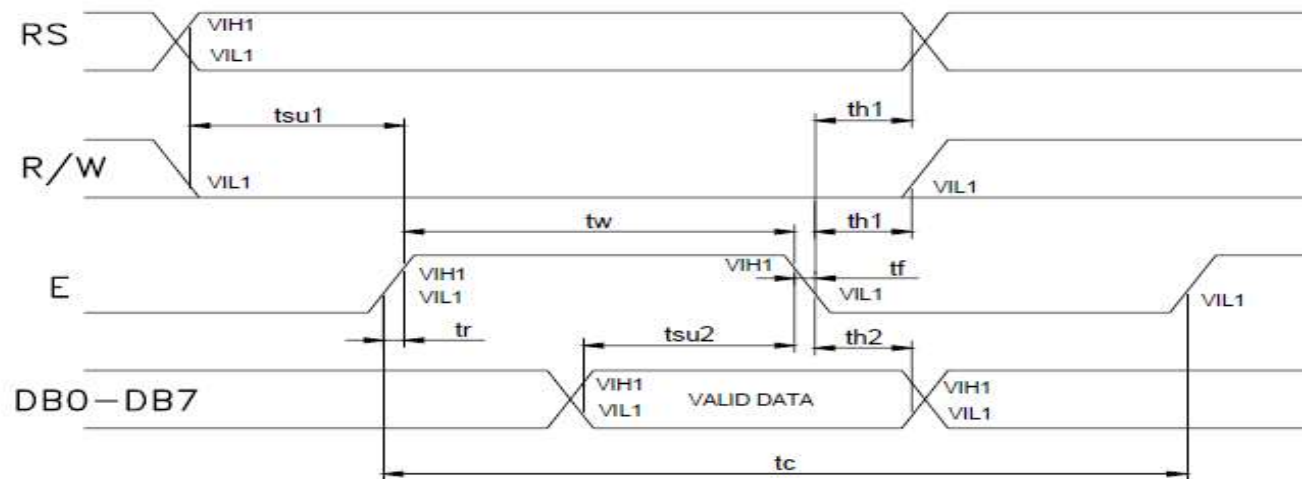 RS
VIH1
VIL1
tsu1
th1
R/W
VIL1
VIL1
tw
th1
E
VIH1
VIL1
VIH1
tf
VIL1
VIL1
tr
tsu2
th2
DB0-DB7
VIH1
VIL1
VALID DATA
VIH1
VIL1
tc